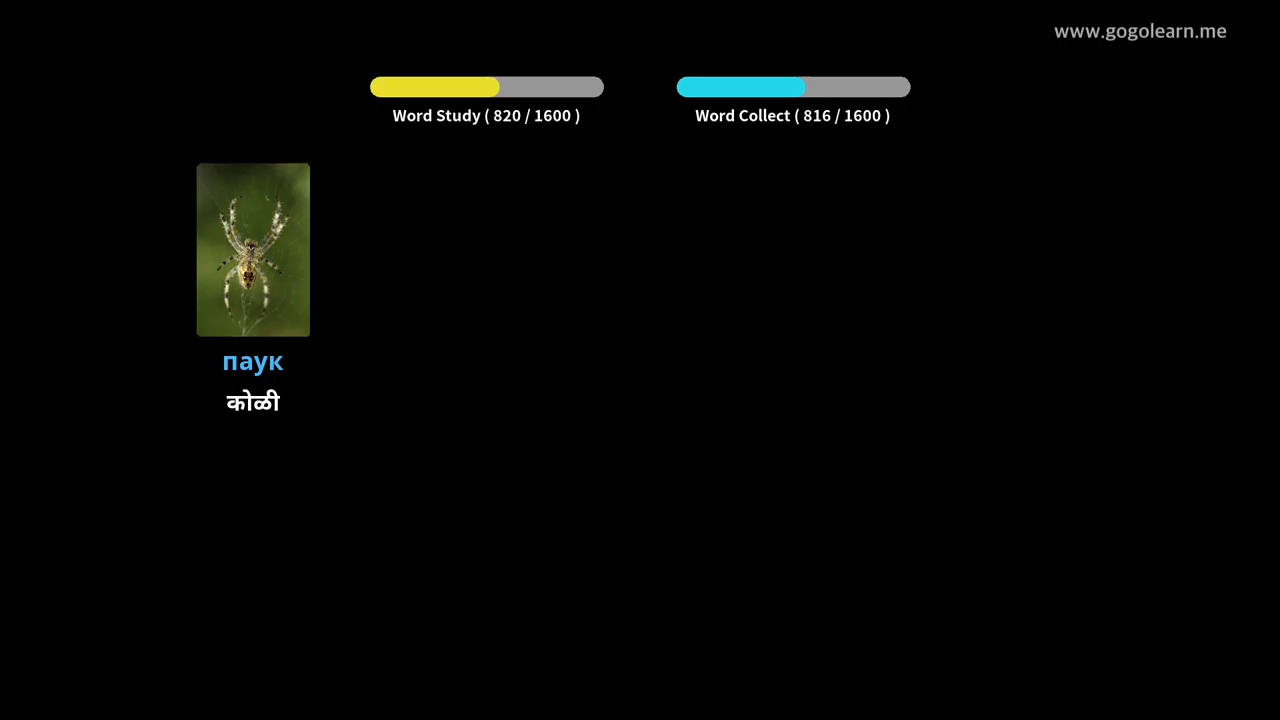 www.gogolearn.me
Word Study ( 820 / 1600 )
Word Collect ( 816 / 1600 )
паук
कोळी